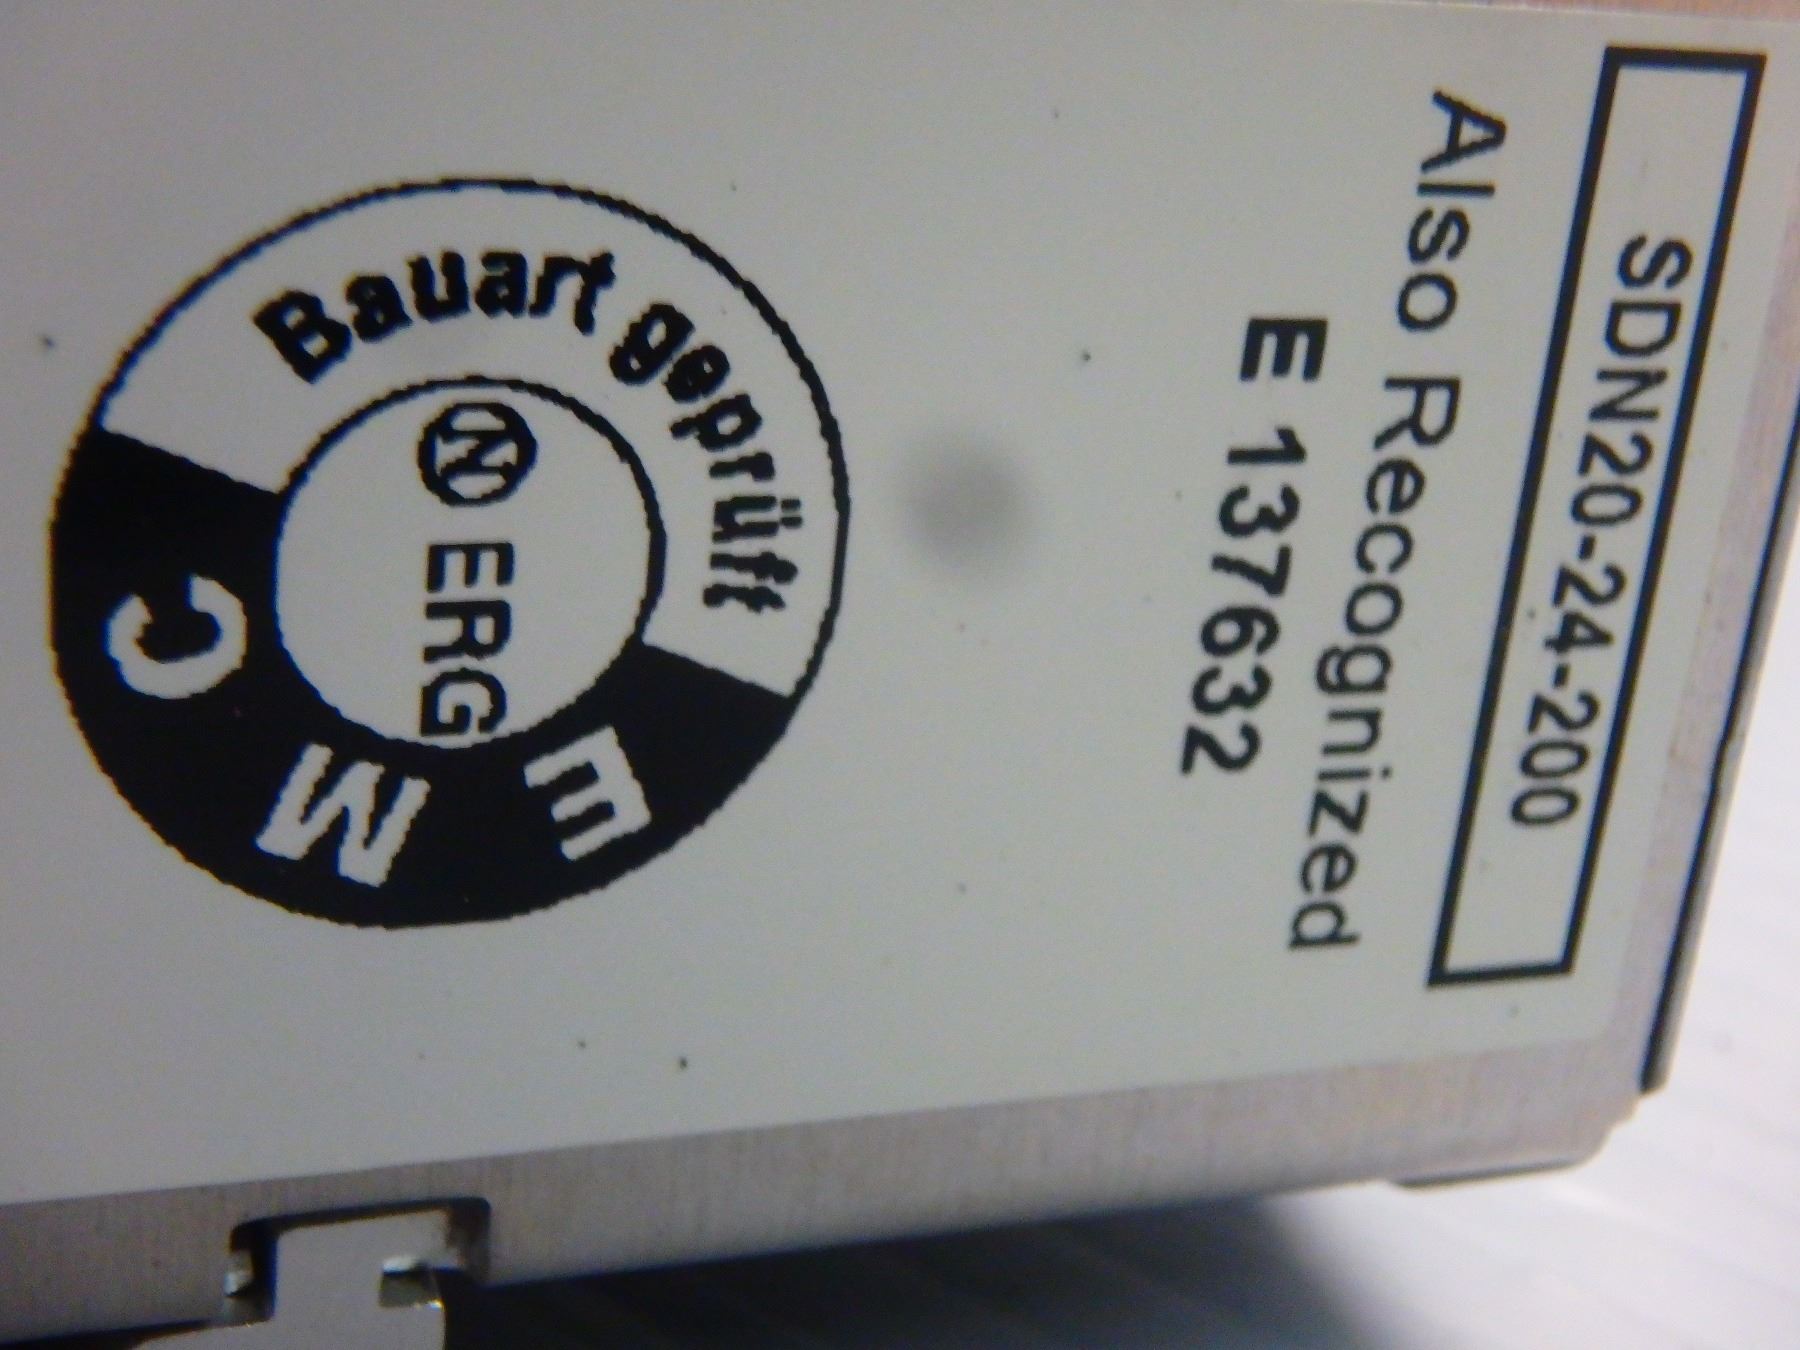 SDN20-24-200
Also Recognized
E 137632
Bauart geprüft
N ERG
EMC